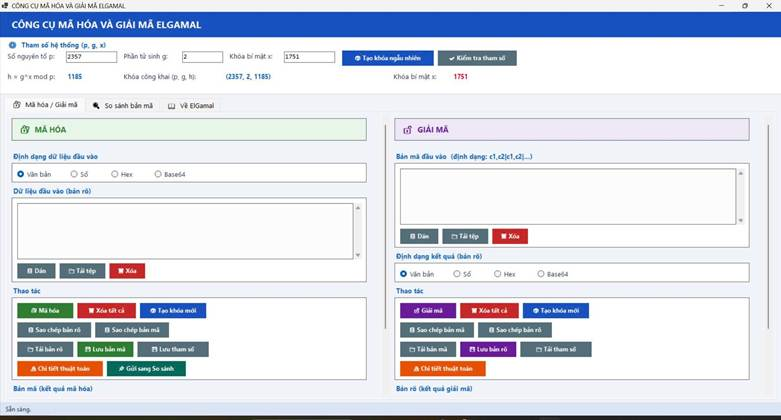 CÔNG CỤ MÃ HÓA VÀ GIẢI MÃ ELGAMAL
CÔNG CỤ MÃ HÓA VÀ GIẢI MÃ ELGAMAL
Tham số hệ thống (p, g, x)
Số nguyên tố p: 2357 Phần tử sinh g: 2 Khóa bí mật x: 1751 Tạo khóa ngẫu nhiên Kiểm tra tham số
h = g^x mod p: 1185 Khóa công khai (p, g, h): (2357, 2, 1185) Khóa bí mật x: 1751
Mã hóa / Giải mã So sánh bản mã Về ElGamal
MÃ HÓA
Định dạng dữ liệu đầu vào
Văn bản Số Hex Base64
Dữ liệu đầu vào (bản rõ)
Dán Tải tệp Xóa
Thao tác
Mã hóa Xóa tất cả Tạo khóa mới
Sao chép bản rõ Sao chép bản mã
Tải bản rõ Lưu bản mã Lưu tham số
Chi tiết thuật toán Gửi sang So sánh
Bản mã (kết quả mã hóa)
GIẢI MÃ
Bản mã đầu vào (định dạng: c1,c2|c1,c2|...)
Dán Tải tệp Xóa
Định dạng kết quả (bản rõ)
Văn bản Số Hex Base64
Thao tác
Giải mã Xóa tất cả Tạo khóa mới
Sao chép bản mã Sao chép bản rõ
Tải bản mã Lưu bản rõ Tải tham số
Chi tiết thuật toán
Bản rõ (kết quả giải mã)
Sẵn sàng.